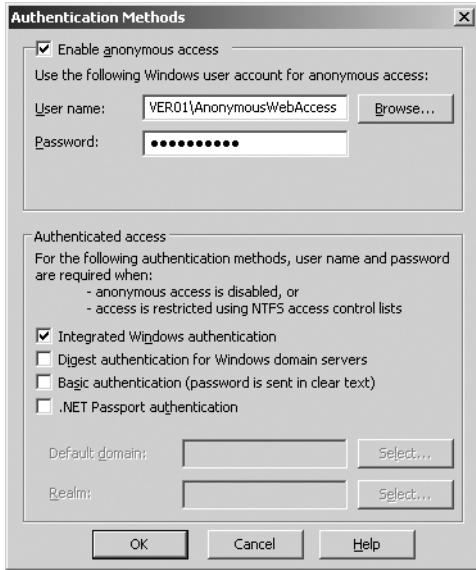 Authentication Methods
Enable anonymous access
Use the following Windows user account for anonymous access:
User name: VER01\AnonymousWebAccess Browse...
Password: ●●●●●●●●●●
Authenticated access
For the following authentication methods, user name and password
are required when:
- anonymous access is disabled, or
- access is restricted using NTFS access control lists
Integrated Windows authentication
Digest authentication for Windows domain servers
Basic authentication (password is sent in clear text)
.NET Passport authentication
Default domain: Select...
Realm: Select...
OK Cancel Help